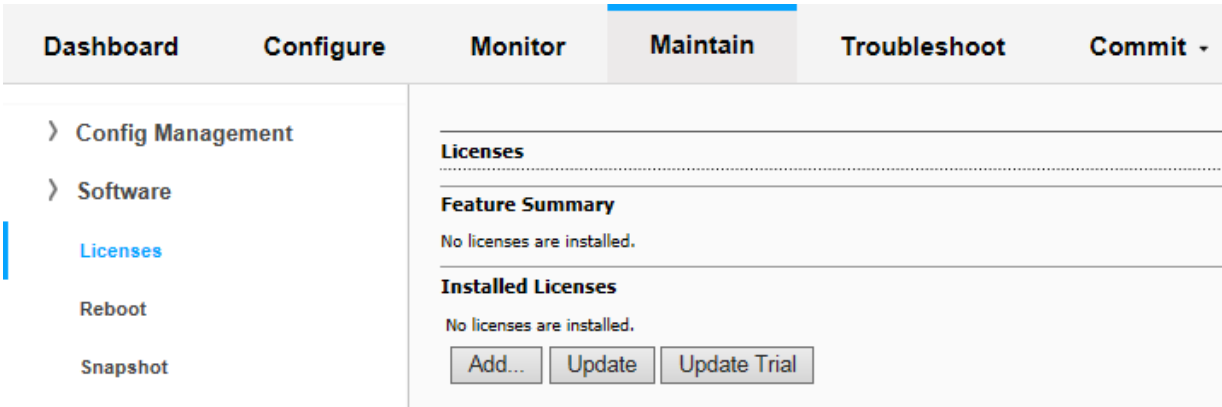 Dashboard Configure Monitor Maintain Troubleshoot Commit
Config Management
Software
Licenses
Reboot
Snapshot
Licenses
Feature Summary
No licenses are installed.
Installed Licenses
No licenses are installed.
Add... Update Update Trial